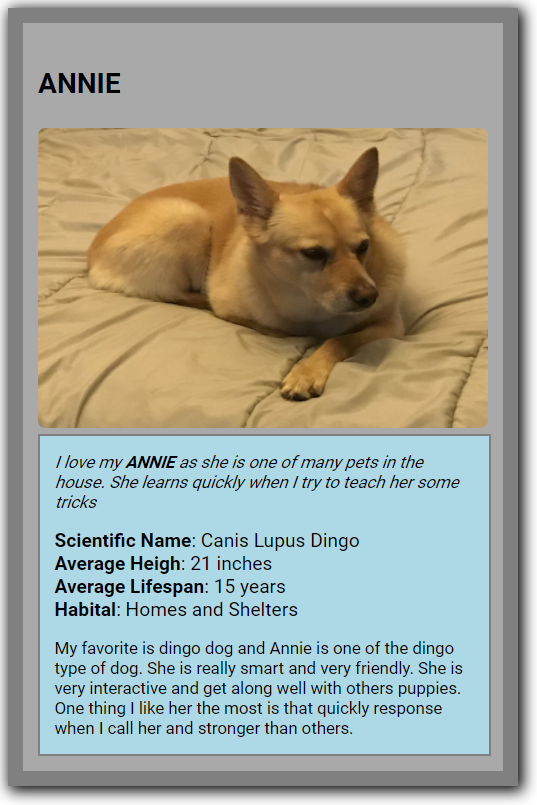 ANNIE
I love my ANNIE as she is one of many pets in the
house. She learns quickly when I try to teach her some
tricks
Scientific Name: Canis Lupus Dingo
Average Heigh: 21 inches
Average Lifespan: 15 years
Habital: Homes and Shelters
My favorite is dingo dog and Annie is one of the dingo
type of dog. She is really smart and very friendly. She is
very interactive and get along well with others puppies.
One thing I like her the most is that quickly response
when I call her and stronger than others.